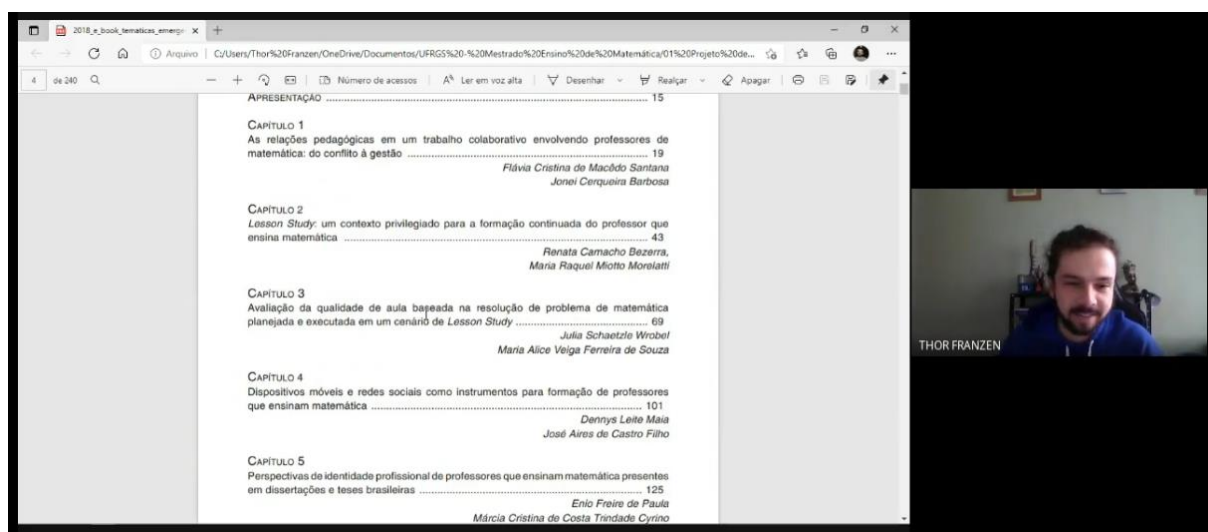 2018_e_book_tematicas_emerge
Arquivo | C:/Users/Thor%20Franzen/OneDrive/Documentos/UFRGS%20-%20Mestrado%20Ensino%20de%20Matemática/01%20Projeto%20de...
4 de 240 Número de acessos Ler em voz alta Desenhar Realçar Apagar
APRESENTAÇÃO ........ 15
CAPÍTULO 1
As relações pedagógicas em um trabalho colaborativo envolvendo professores de
matemática: do conflito à gestão ........ 19
Flávia Cristina de Macêdo Santana
Jonei Cerqueira Barbosa
CAPÍTULO 2
Lesson Study: um contexto privilegiado para a formação continuada do professor que
ensina matemática ........ 43
Renata Camacho Bezerra,
Maria Raquel Miotto Morelatti
CAPÍTULO 3
Avaliação da qualidade de aula baseada na resolução de problema de matemática
planejada e executada em um cenário de Lesson Study ........ 69
Julia Schaetzle Wrobel
Maria Alice Veiga Ferreira de Souza
CAPÍTULO 4
Dispositivos móveis e redes sociais como instrumentos para formação de professores
que ensinam matemática ........ 101
Dennys Leite Maia
José Aires de Castro Filho
CAPÍTULO 5
Perspectivas de identidade profissional de professores que ensinam matemática presentes
em dissertações e teses brasileiras ........ 125
Enio Freire de Paula
Márcia Cristina de Costa Trindade Cyrino
THOR FRANZEN